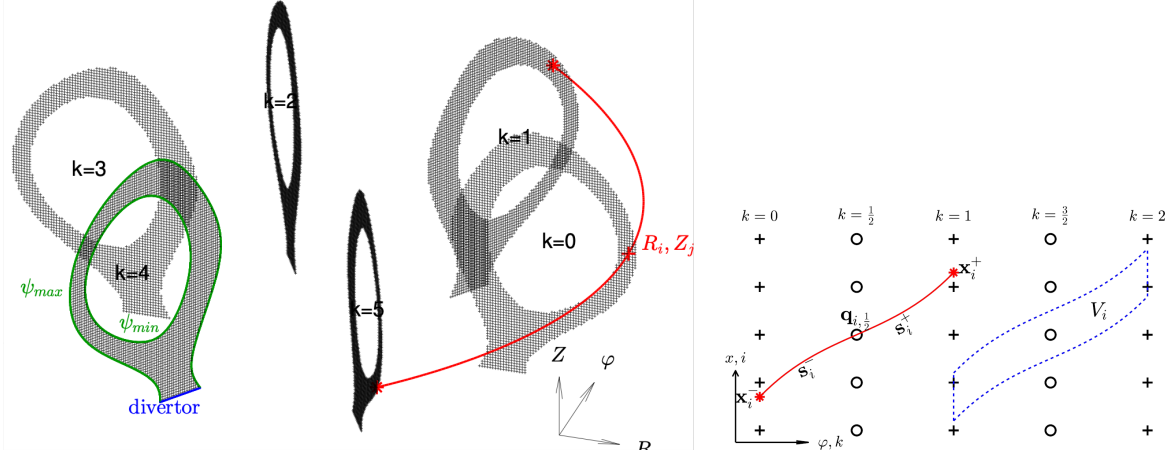 k=2
k=1
k=3
k=0
R_i, Z_j
k=4
ψ_max
ψ_min
k=5
Z
φ
divertor
R
k = 0
k = 1/2
k = 1
k = 3/2
k = 2
x_i^+
q_{i,1/2}
s_i^+
V_i
x, i
s_i^-
x_i^-
φ, k